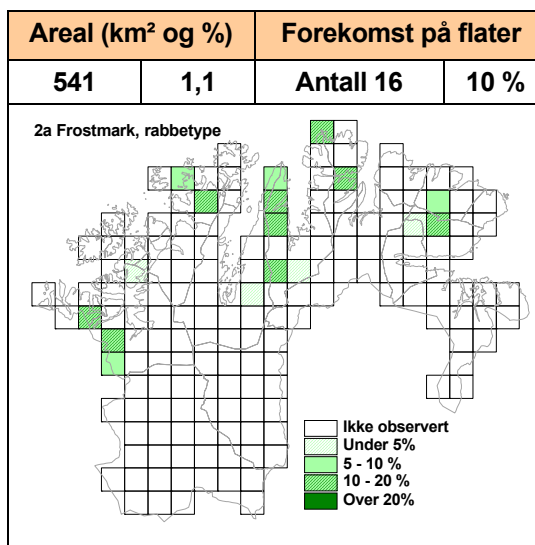 Areal (km² og %) Forekomst på flater
541 1,1 Antall 16 10 %
2a Frostmark, rabbetype
Ikke observert
Under 5%
5 - 10 %
10 - 20 %
Over 20%